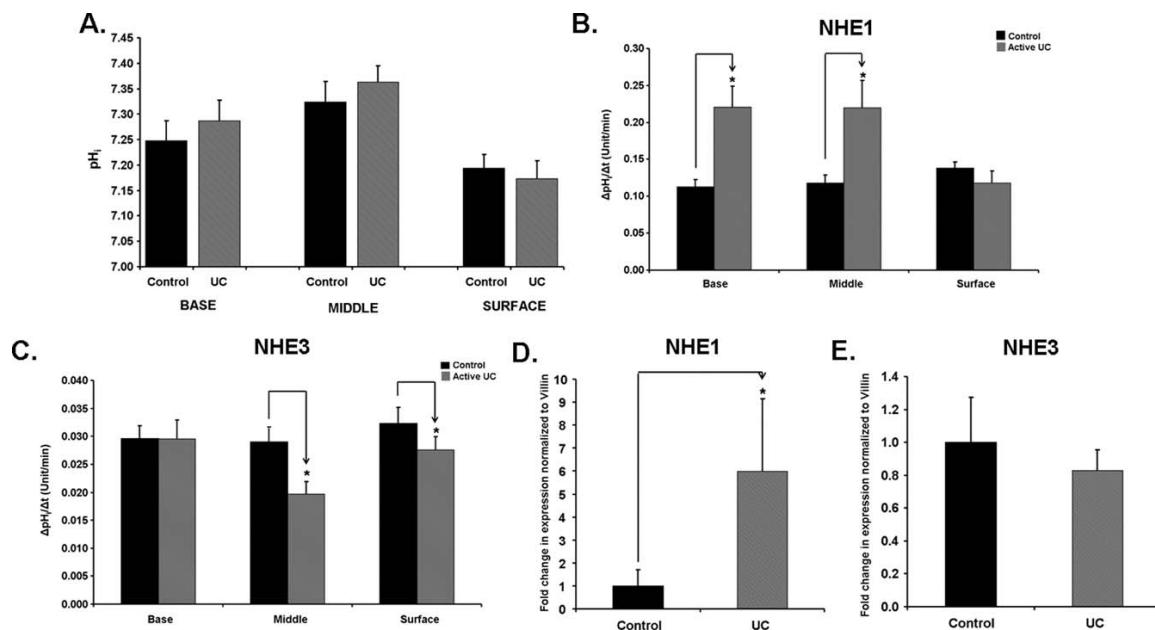 A.
7.45
7.40
7.35
7.30
7.25
7.20
7.15
7.10
7.05
7.00
pHi
Control UC Control UC Control UC
BASE MIDDLE SURFACE
B.
NHE1
Control
Active UC
0.30
0.25
0.20
0.15
0.10
0.05
0.00
ΔpHi/Δt (Unit/min)
* *
Base Middle Surface
C.
NHE3
Control
Active UC
0.040
0.035
0.030
0.025
0.020
0.015
0.010
0.005
0.000
ΔpHi/Δt (Unit/min)
* *
Base Middle Surface
D.
NHE1
10
9
8
7
6
5
4
3
2
1
0
Fold change in expression normalized to Villin
*
Control UC
E.
NHE3
1.4
1.2
1.0
0.8
0.6
0.4
0.2
0.0
Fold change in expression normalized to Villin
Control UC